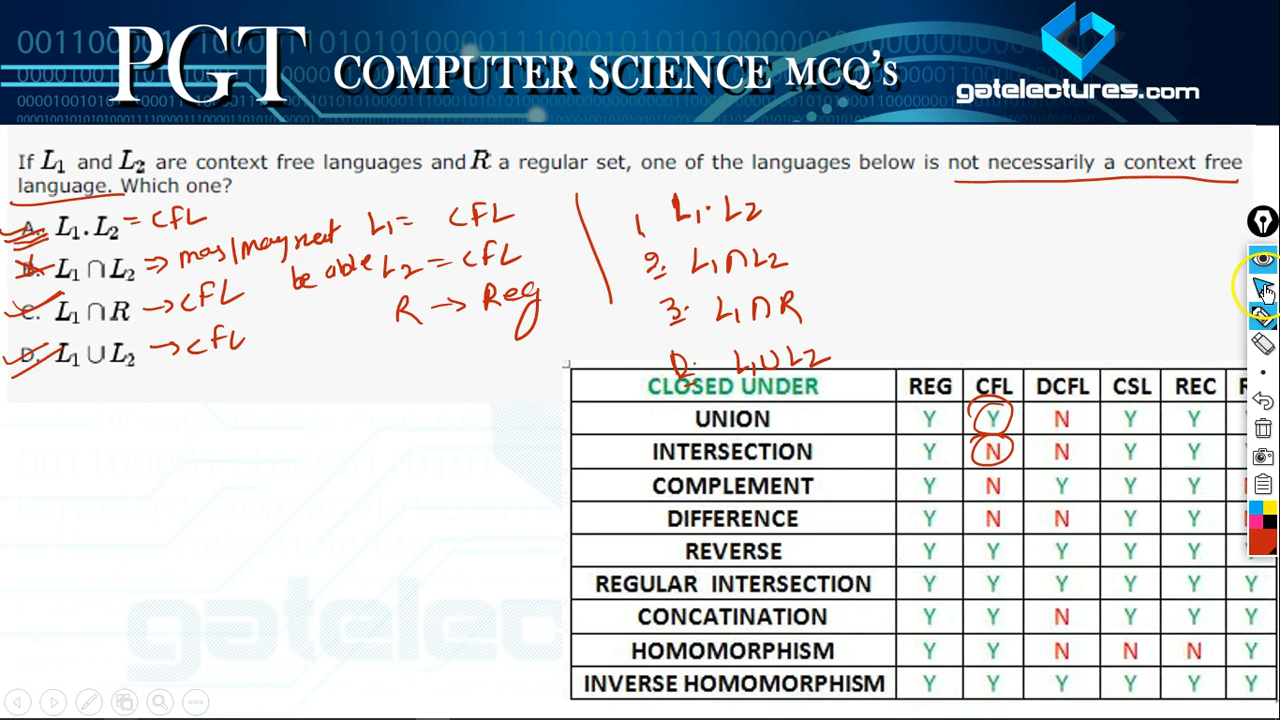 PGT COMPUTER SCIENCE MCQ'S
gatelectures.com
If L₁ and L₂ are context free languages and R a regular set, one of the languages below is not necessarily a context free
language. Which one?
A. L₁.L₂ = CFL
B. L₁ ∩ L₂ ⇒ may/may not be able
C. L₁ ∩ R → CFL
D. L₁ ∪ L₂ → CFL
L₁ = CFL
L₂ = CFL
R → Reg
1. L₁.L₂
2. L₁∩L₂
3. L₁∩R
D. L₁∪L₂
CLOSED UNDER REG CFL DCFL CSL REC R
UNION Y Y N Y Y Y
INTERSECTION Y N N Y Y Y
COMPLEMENT Y N Y Y Y
DIFFERENCE Y N N Y Y
REVERSE Y Y Y Y Y Y
REGULAR INTERSECTION Y Y Y Y Y Y
CONCATINATION Y Y N Y Y Y
HOMOMORPHISM Y Y N N N Y
INVERSE HOMOMORPHISM Y Y Y Y Y Y